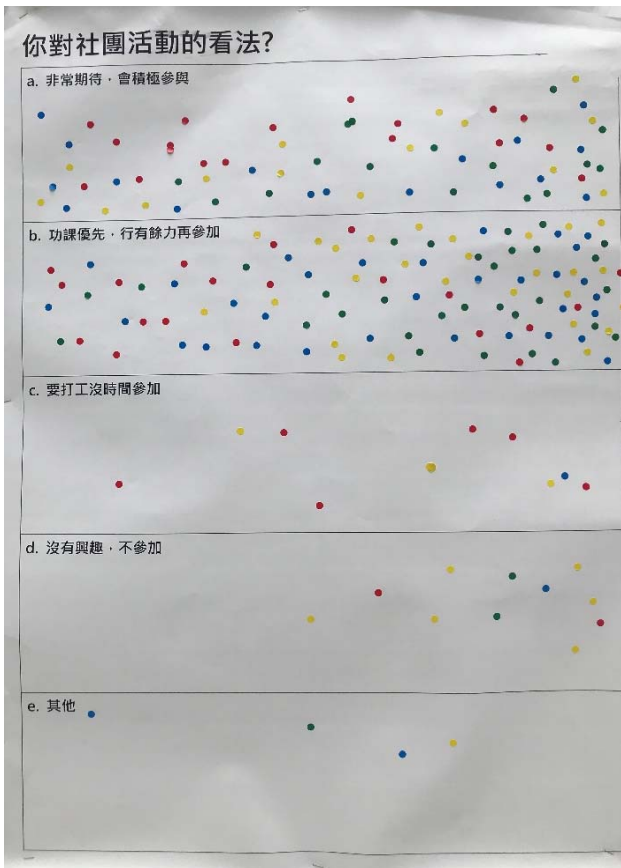 你對社團活動的看法?
a. 非常期待，會積極參與
b. 功課優先，行有餘力再參加
c. 要打工沒時間參加
d. 沒有興趣，不參加
e. 其他